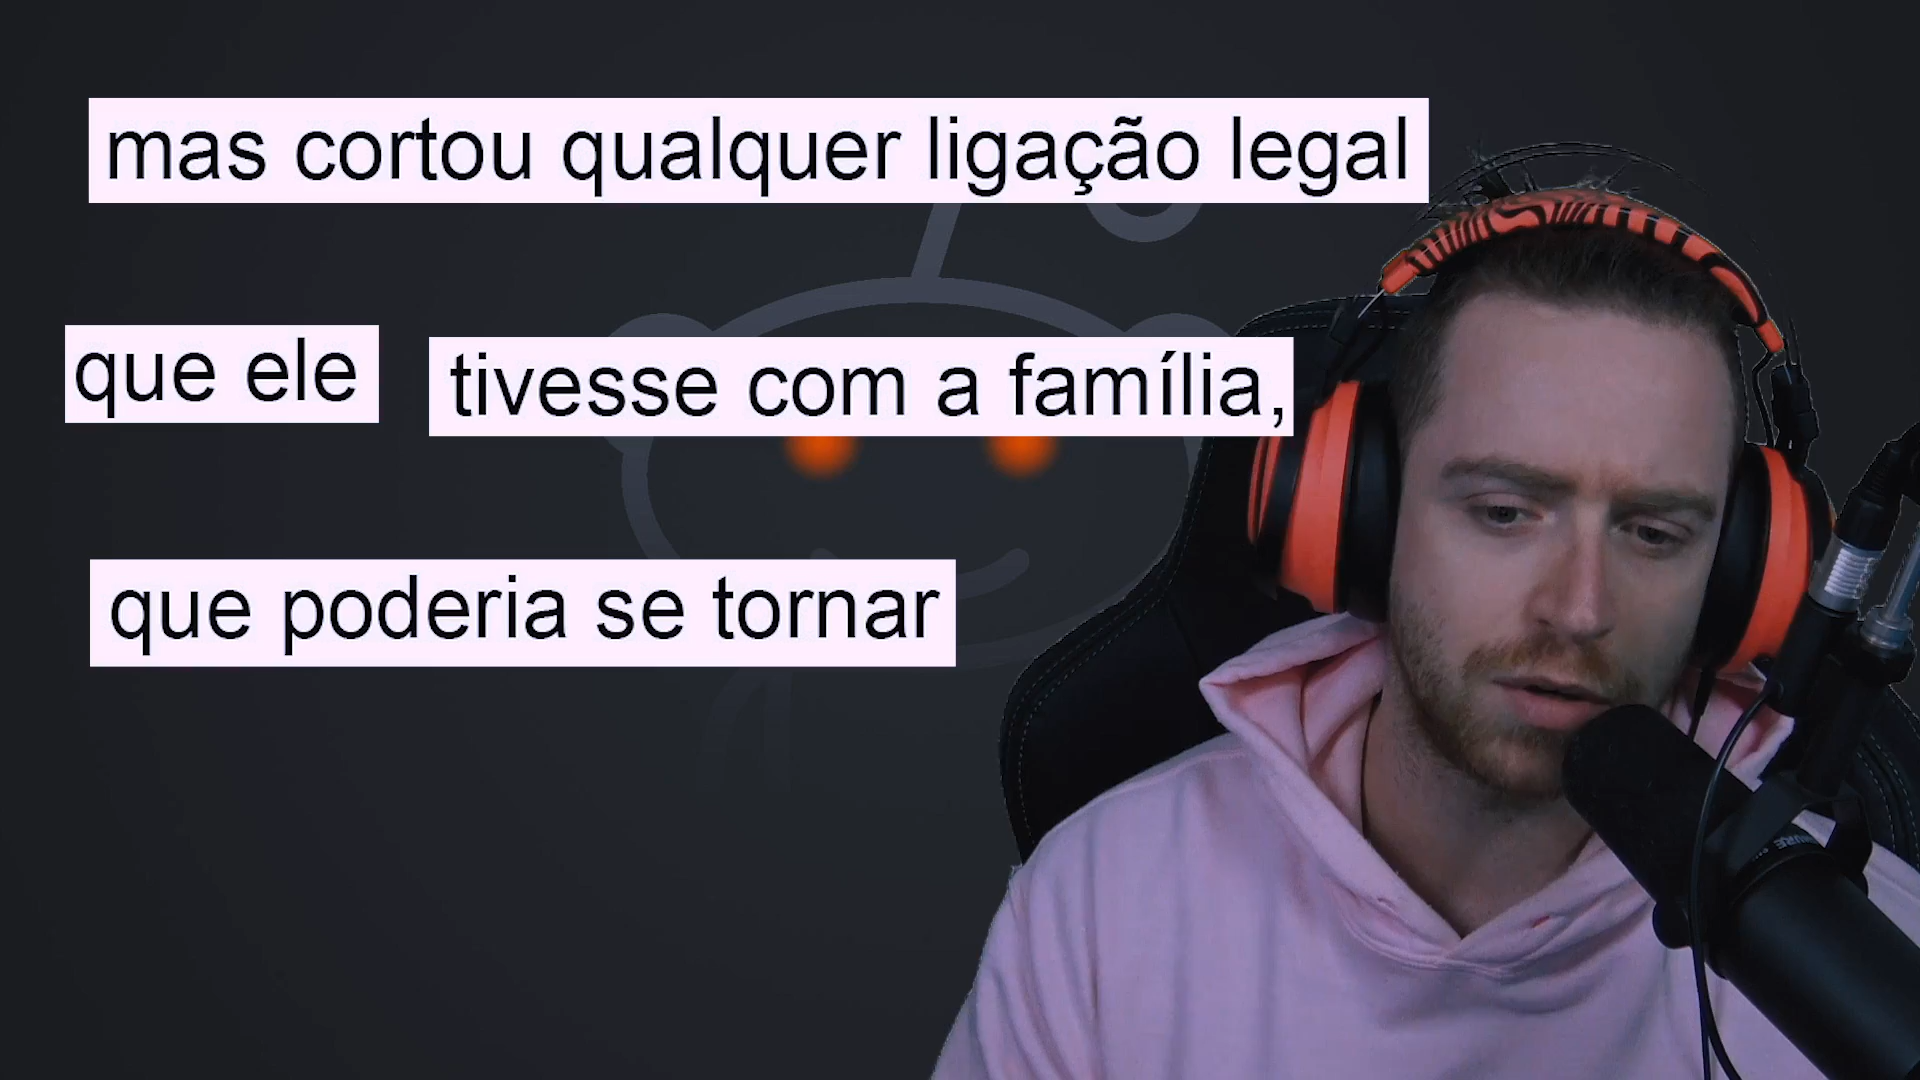 mas cortou qualquer ligação legal
que ele tivesse com a família,
que poderia se tornar